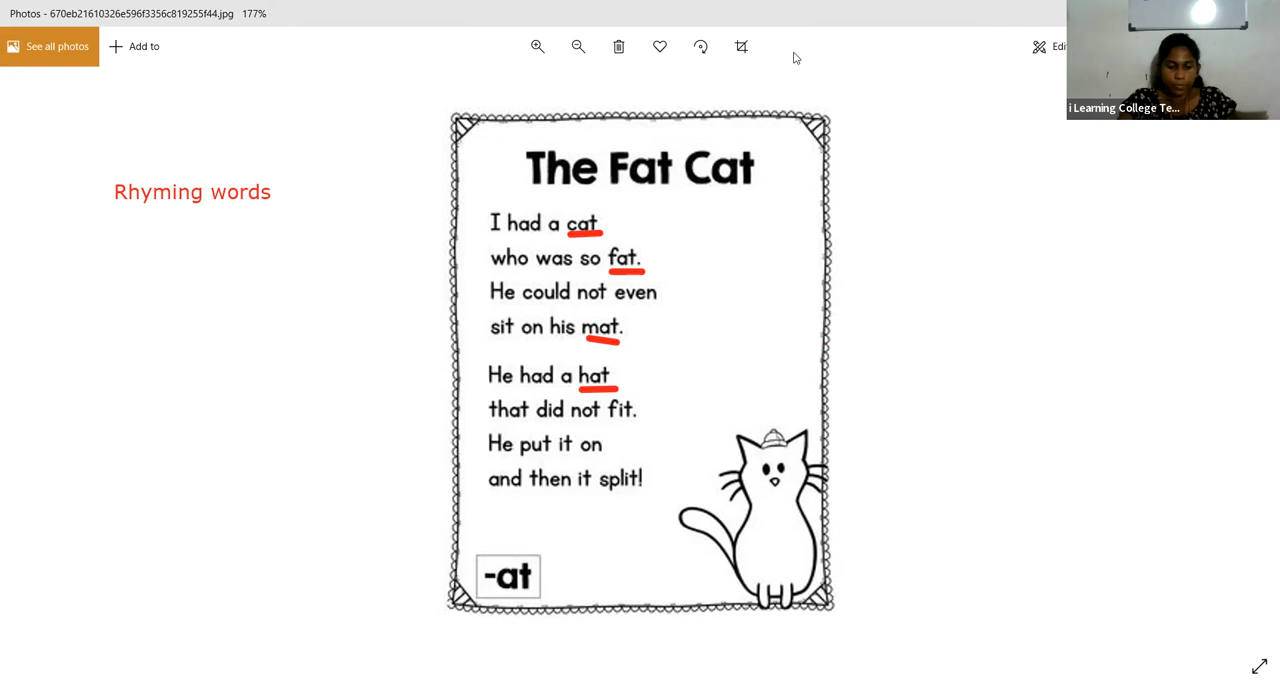 Photos - 670eb21610326e596f3356c819255f44.jpg 177%
See all photos
Add to
Edi
i Learning College Te...
Rhyming words
The Fat Cat
I had a cat
who was so fat.
He could not even
sit on his mat.
He had a hat
that did not fit.
He put it on
and then it split!
-at